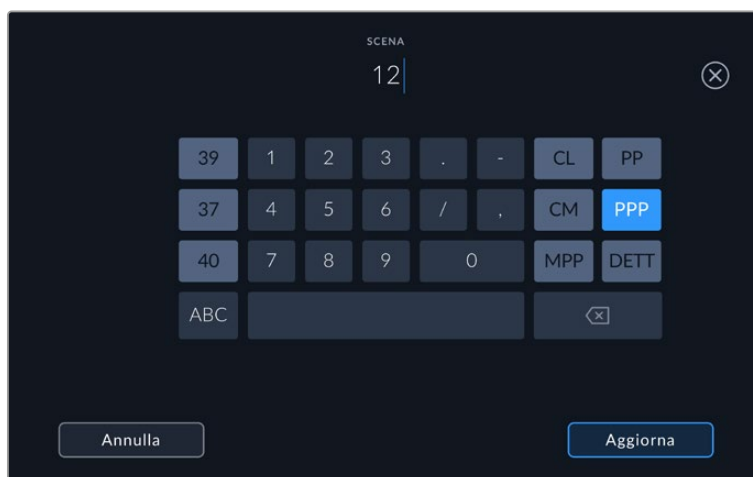 SCENA
12
39 1 2 3 . - CL PP
37 4 5 6 / , CM PPP
40 7 8 9 0 MPP DETT
ABC
Annulla Aggiorna